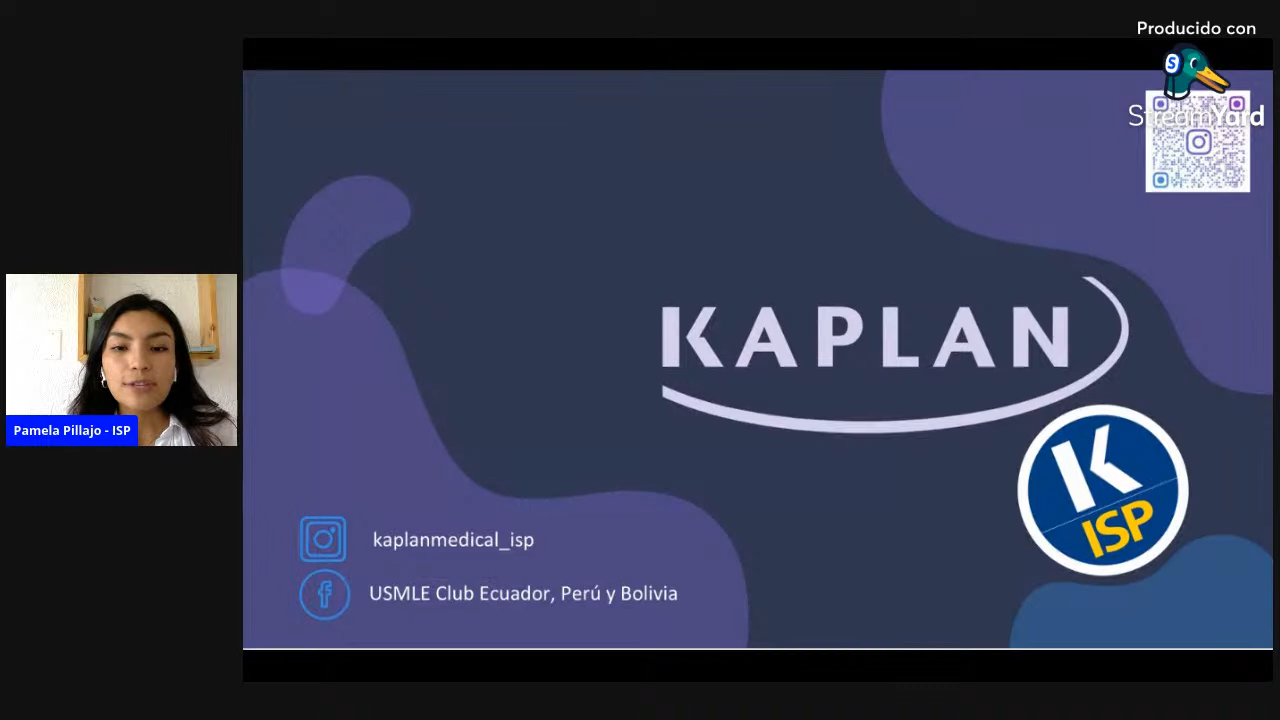 Producido con
S
StreamYard
KAPLAN
K
ISP
Pamela Pillajo - ISP
kaplanmedical_isp
USMLE Club Ecuador, Perú y Bolivia